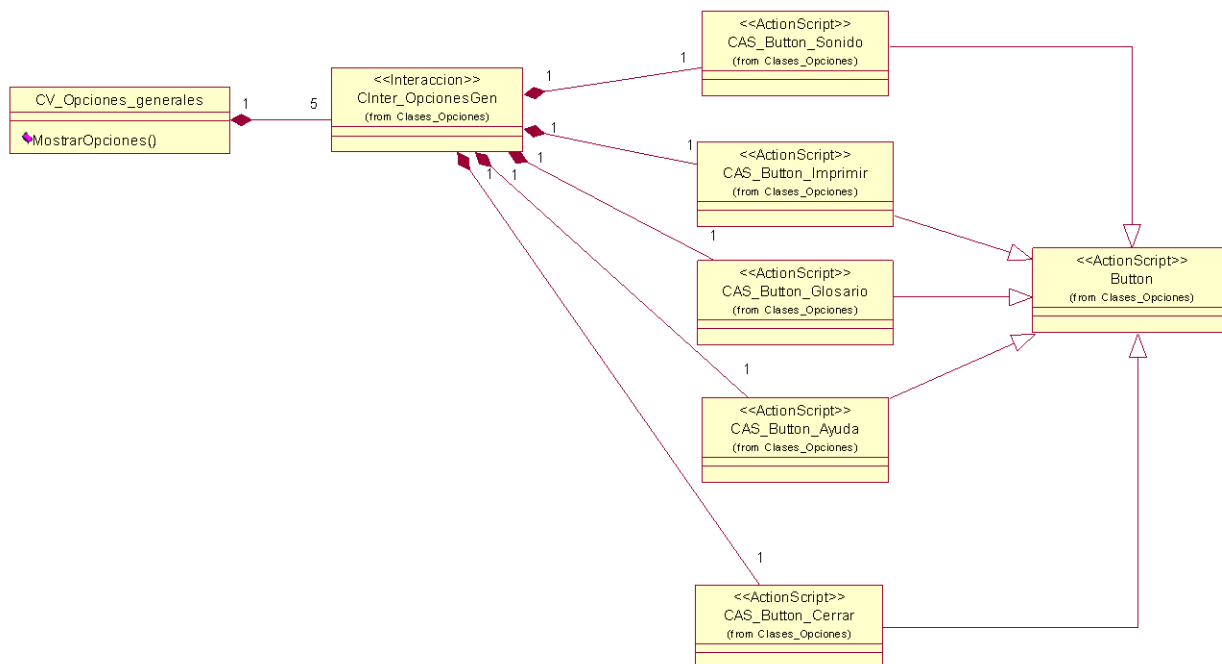 CV_Opciones_generales
MostrarOpciones()
1
5
<<Interaccion>>
CInter_OpcionesGen
(from Clases_Opciones)
1
1
<<ActionScript>>
CAS_Button_Sonido
(from Clases_Opciones)
1
1
<<ActionScript>>
CAS_Button_Imprimir
(from Clases_Opciones)
1
1
<<ActionScript>>
CAS_Button_Glosario
(from Clases_Opciones)
1
1
<<ActionScript>>
CAS_Button_Ayuda
(from Clases_Opciones)
1
1
<<ActionScript>>
CAS_Button_Cerrar
(from Clases_Opciones)
<<ActionScript>>
Button
(from Clases_Opciones)